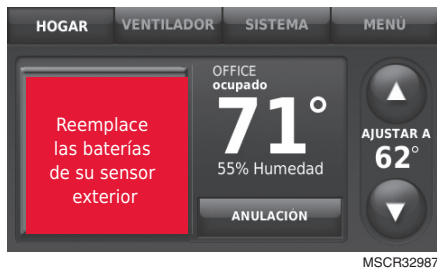 HOGAR
VENTILADOR
SISTEMA
MENÚ
Reemplace
las baterías
de su sensor
exterior
OFFICE
ocupado
71°
55% Humedad
ANULACIÓN
AJUSTAR A
62°
MSCR32987